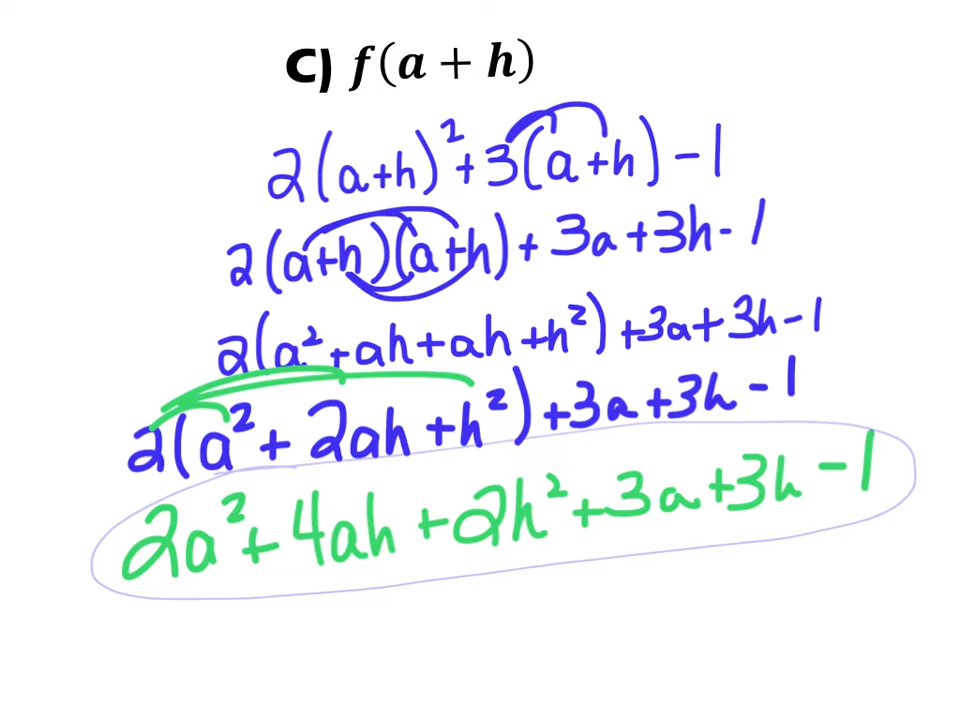 C) f(a + h)
2(a+h)²+3(a+h)-1
2(a+h)(a+h)+3a+3h-1
2(a²+ah+ah+h²)+3a+3h-1
2(a²+2ah+h²)+3a+3h-1
2a²+4ah+2h²+3a+3h-1